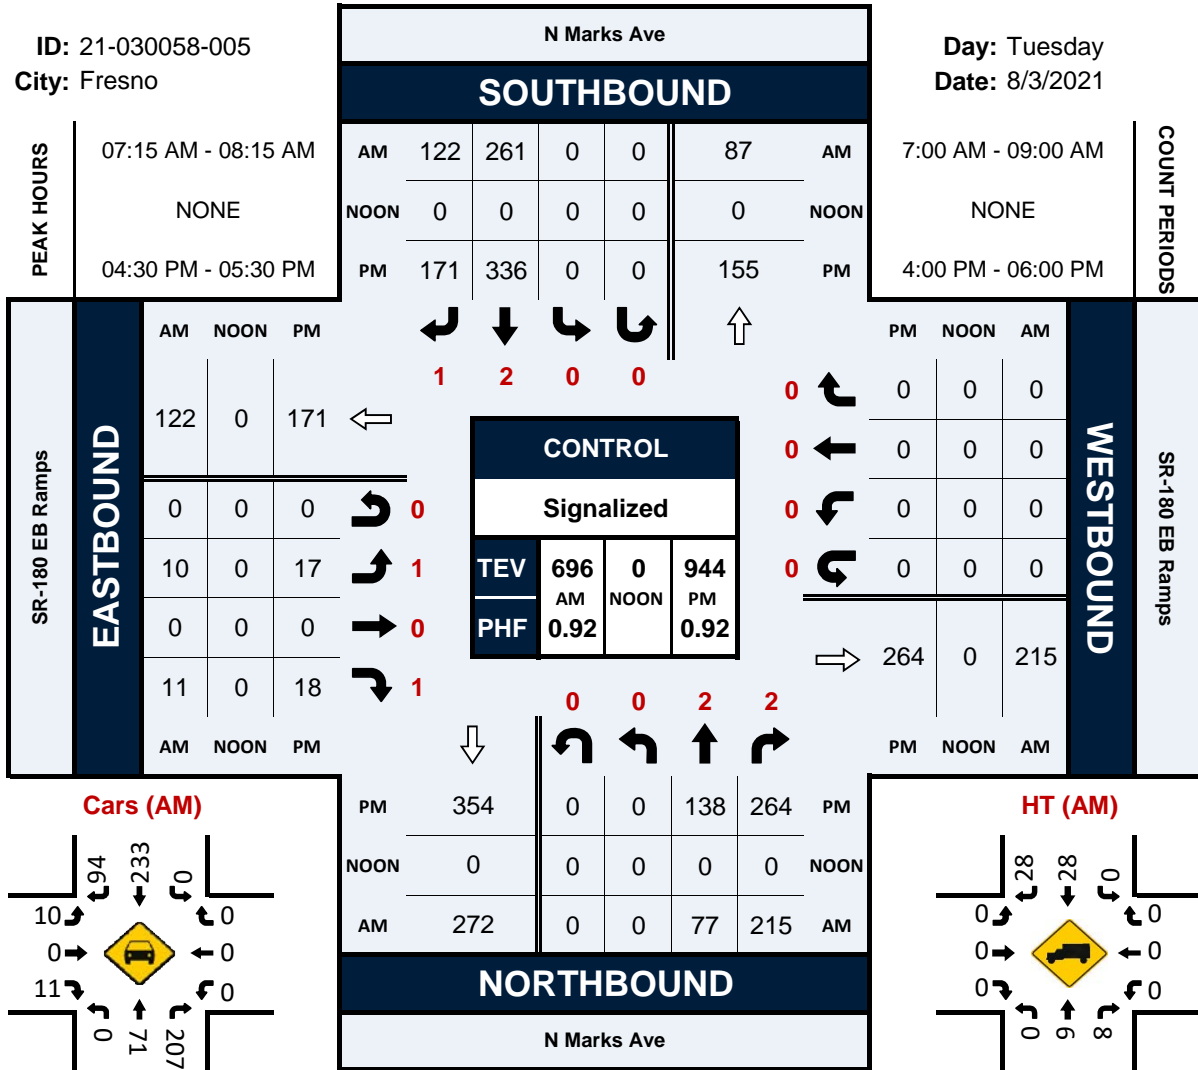 N Marks Ave
ID: 21-030058-005
City: Fresno
Day: Tuesday
Date: 8/3/2021
SOUTHBOUND
PEAK HOURS
07:15 AM - 08:15 AM
NONE
04:30 PM - 05:30 PM
AM 122 261 0 0 87 AM
NOON 0 0 0 0 0 NOON
PM 171 336 0 0 155 PM
7:00 AM - 09:00 AM
NONE
4:00 PM - 06:00 PM
COUNT PERIODS
1 2 0 0
SR-180 EB Ramps
EASTBOUND
AM NOON PM
122 0 171
0 0 0 0
10 0 17 1
0 0 0 0
11 0 18 1
AM NOON PM
CONTROL
Signalized
TEV 696 0 944
AM NOON PM
PHF 0.92 0.92
PM NOON AM
0 0 0 0
0 0 0 0
0 0 0 0
0 0 0 0
264 0 215
PM NOON AM
WESTBOUND
SR-180 EB Ramps
0 0 2 2
PM 354 0 0 138 264 PM
NOON 0 0 0 0 0 NOON
AM 272 0 0 77 215 AM
NORTHBOUND
N Marks Ave
Cars (AM)
94 233 0
10 0
0 0
11 0
0 71 207
HT (AM)
28 28 0
0 0
0 0
0 0
0 6 8